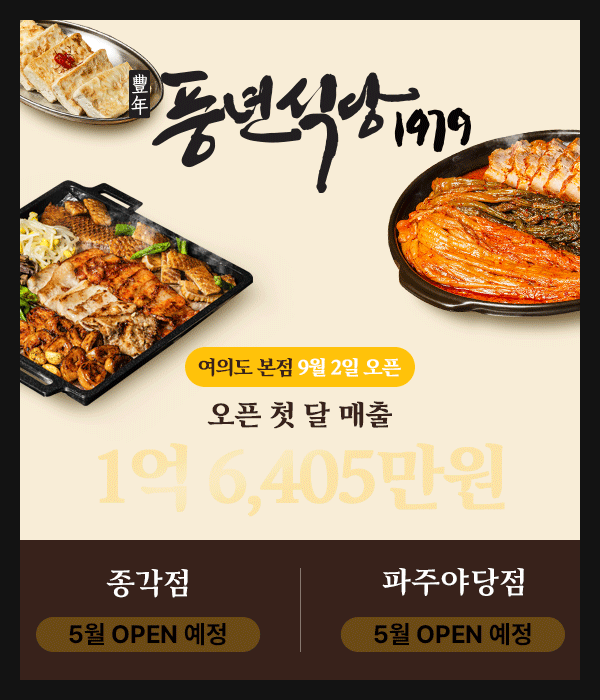 豐年
풍년식당 1979
여의도 본점 9월 2일 오픈
오픈 첫 달 매출
1억 6,405만원
종각점
5월 OPEN 예정
파주야당점
5월 OPEN 예정